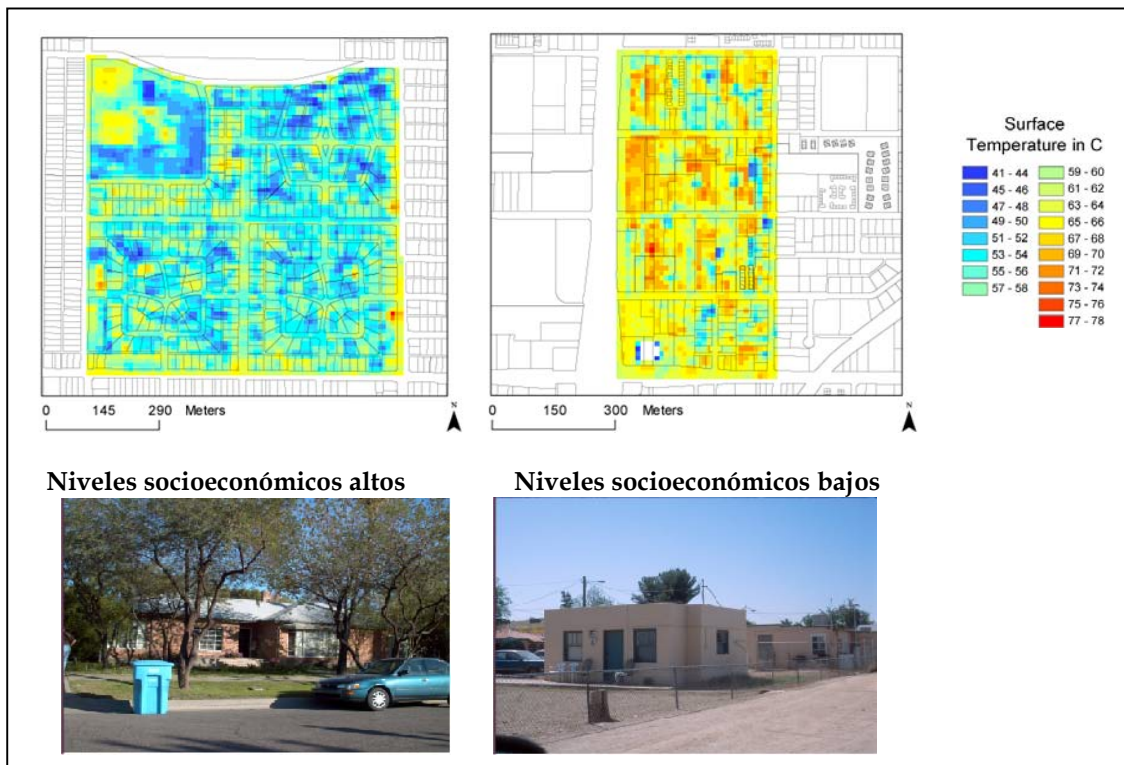 Surface
Temperature in C
41 - 44
45 - 46
47 - 48
49 - 50
51 - 52
53 - 54
55 - 56
57 - 58
59 - 60
61 - 62
63 - 64
65 - 66
67 - 68
69 - 70
71 - 72
73 - 74
75 - 76
77 - 78
0 145 290 Meters
N
0 150 300 Meters
N
Niveles socioeconómicos altos
Niveles socioeconómicos bajos